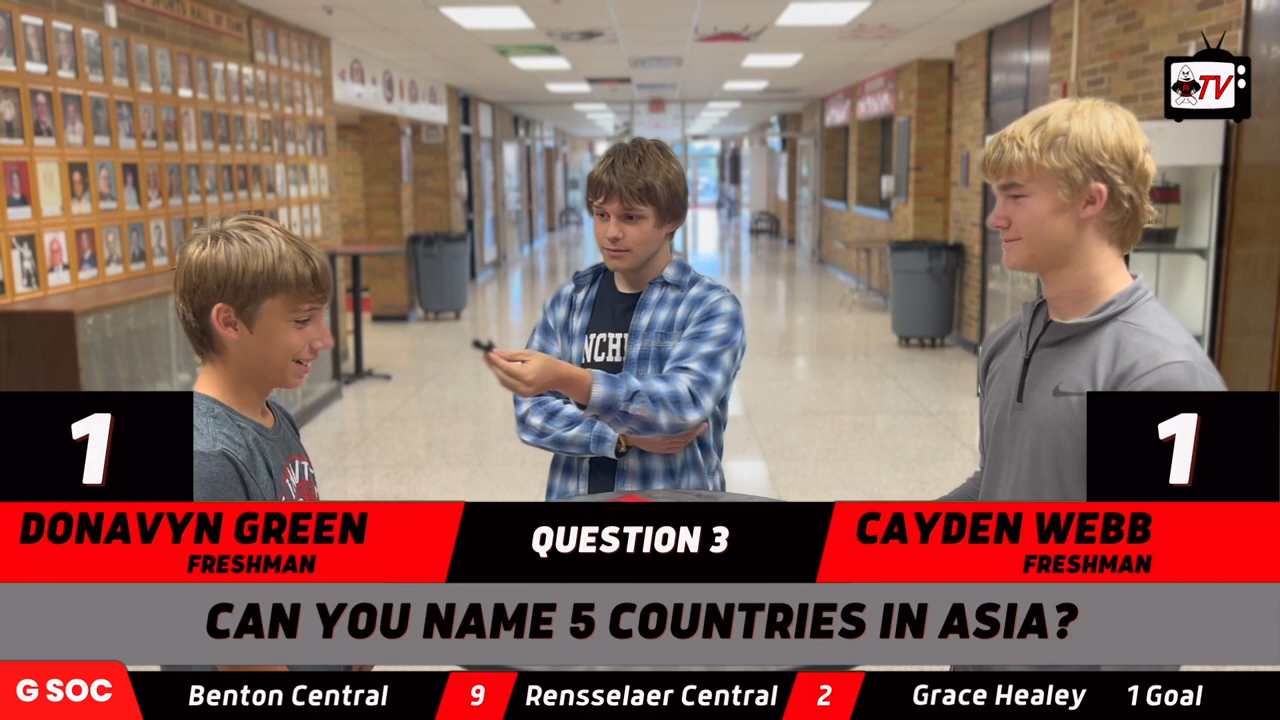 TV
NCH
1
1
DONAVYN GREEN
FRESHMAN
QUESTION 3
CAYDEN WEBB
FRESHMAN
CAN YOU NAME 5 COUNTRIES IN ASIA?
G SOC Benton Central 9 Rensselaer Central 2 Grace Healey 1 Goal